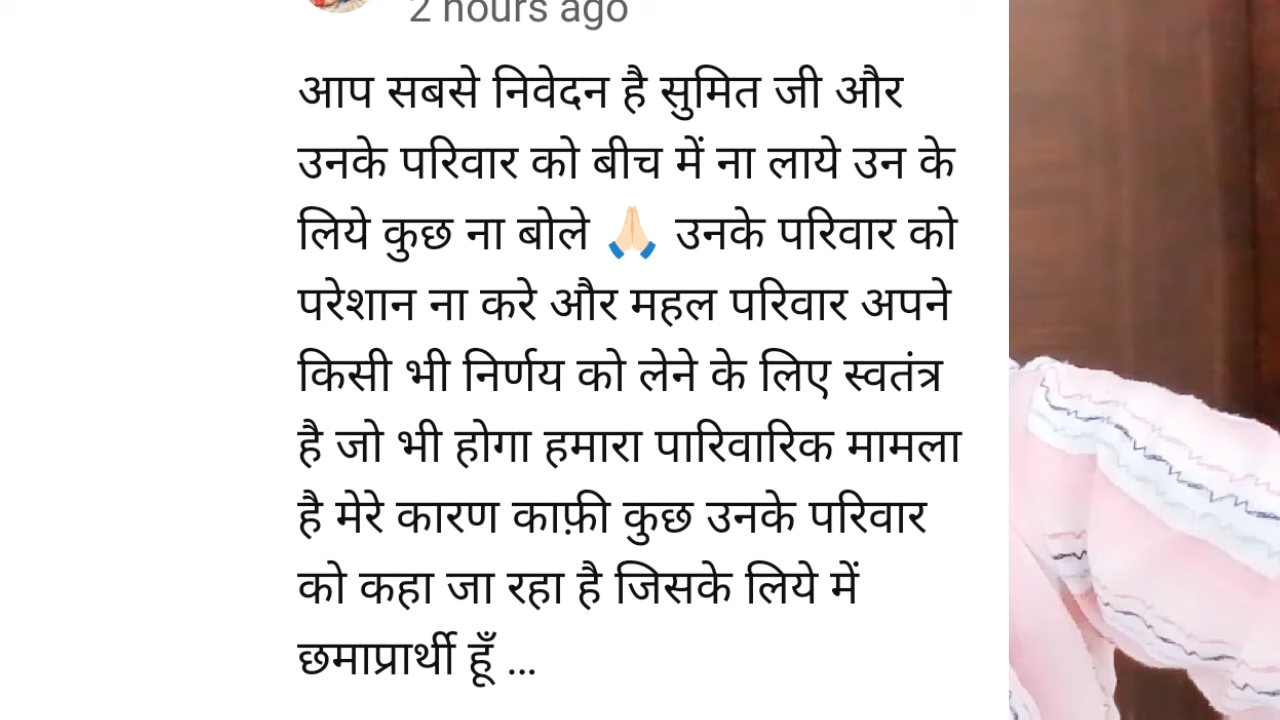 2 hours ago
आप सबसे निवेदन है सुमित जी और
उनके परिवार को बीच में ना लाये उन के
लिये कुछ ना बोले 🙏🏻 उनके परिवार को
परेशान ना करे और महल परिवार अपने
किसी भी निर्णय को लेने के लिए स्वतंत्र
है जो भी होगा हमारा पारिवारिक मामला
है मेरे कारण काफ़ी कुछ उनके परिवार
को कहा जा रहा है जिसके लिये में
छमाप्रार्थी हूँ ...